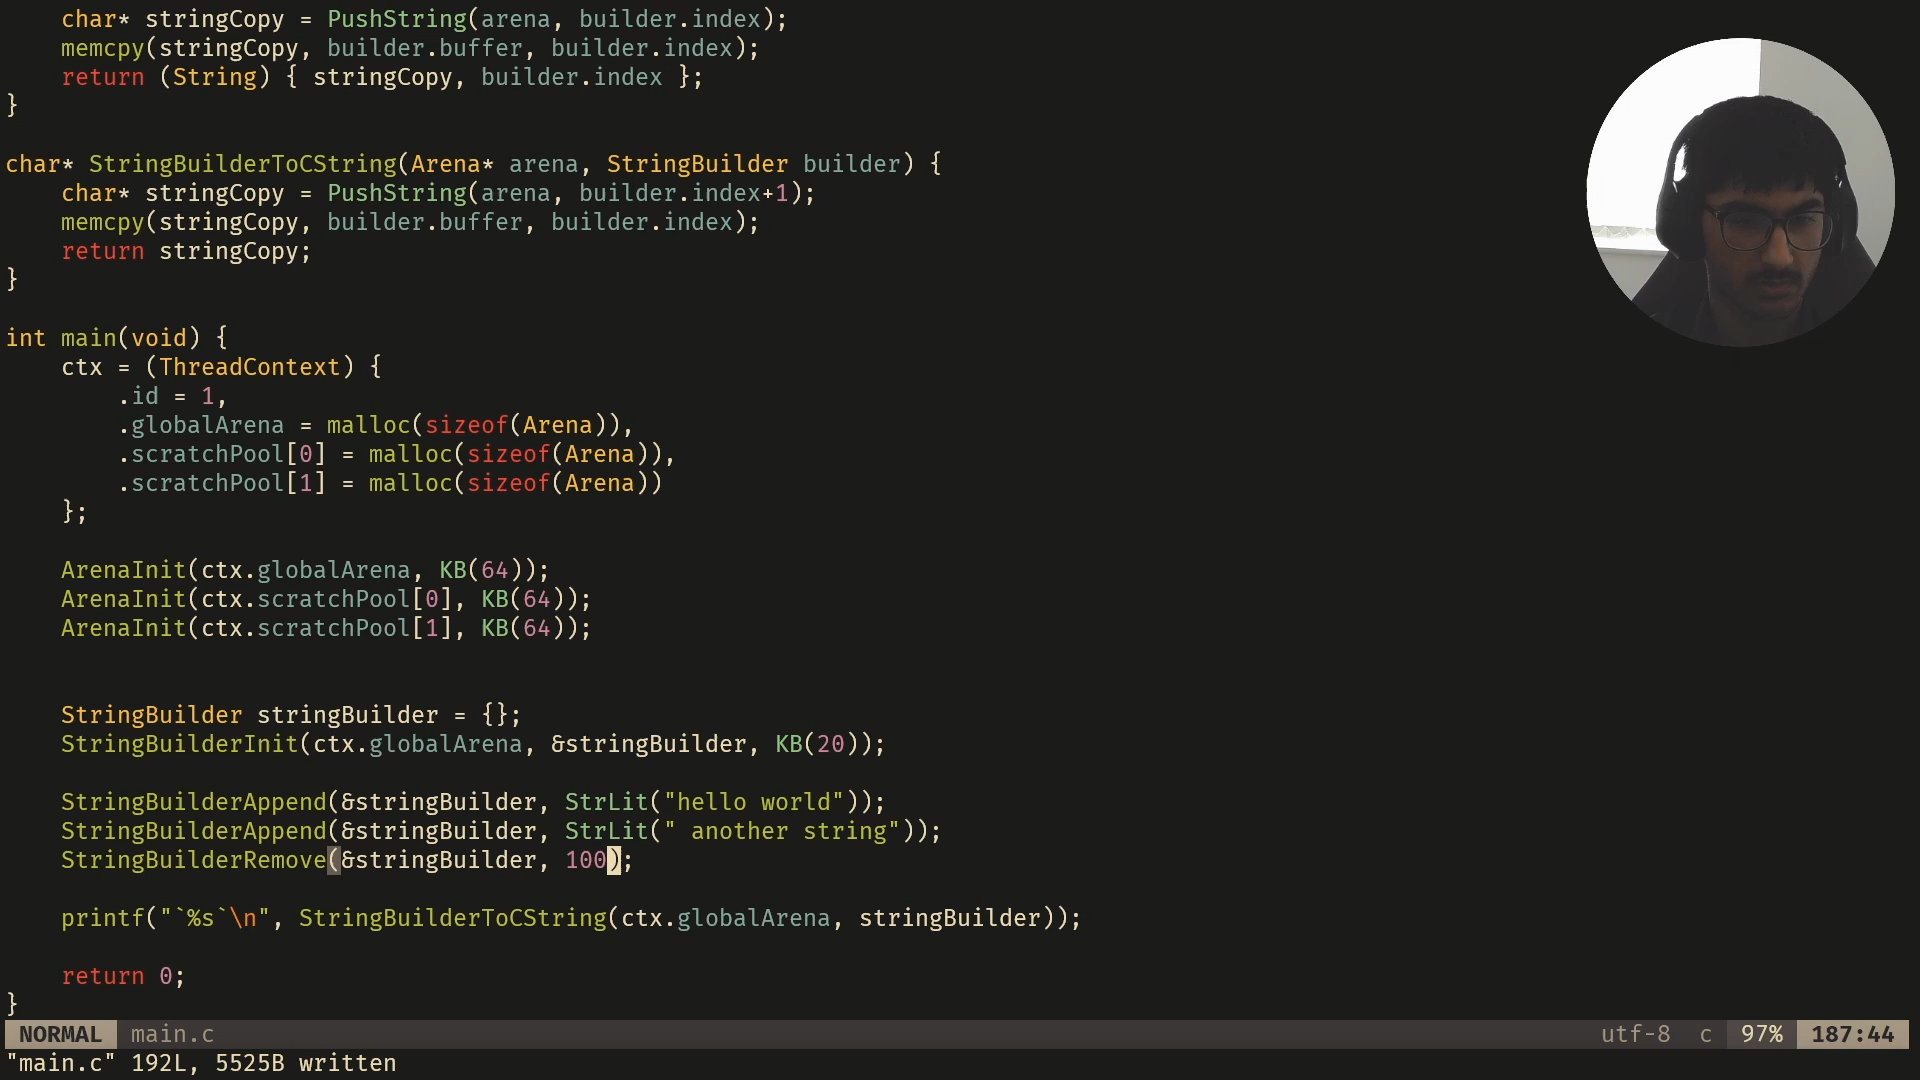 char* stringCopy = PushString(arena, builder.index);
memcpy(stringCopy, builder.buffer, builder.index);
return (String) { stringCopy, builder.index };
}
char* StringBuilderToCString(Arena* arena, StringBuilder builder) {
char* stringCopy = PushString(arena, builder.index+1);
memcpy(stringCopy, builder.buffer, builder.index);
return stringCopy;
}
int main(void) {
ctx = (ThreadContext) {
.id = 1,
.globalArena = malloc(sizeof(Arena)),
.scratchPool[0] = malloc(sizeof(Arena)),
.scratchPool[1] = malloc(sizeof(Arena))
};
ArenaInit(ctx.globalArena, KB(64));
ArenaInit(ctx.scratchPool[0], KB(64));
ArenaInit(ctx.scratchPool[1], KB(64));
StringBuilder stringBuilder = {};
StringBuilderInit(ctx.globalArena, &stringBuilder, KB(20));
StringBuilderAppend(&stringBuilder, StrLit("hello world"));
StringBuilderAppend(&stringBuilder, StrLit(" another string"));
StringBuilderRemove(&stringBuilder, 100);
printf("`%s`\n", StringBuilderToCString(ctx.globalArena, stringBuilder));
return 0;
}
NORMAL main.c utf-8 c 97% 187:44
"main.c" 192L, 5525B written